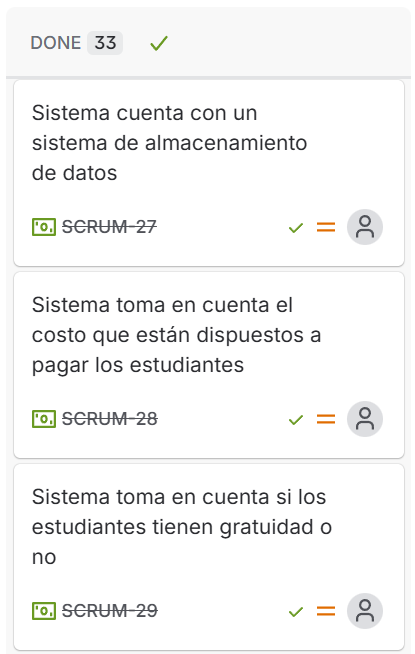 DONE 33
Sistema cuenta con un
sistema de almacenamiento
de datos
SCRUM-27
Sistema toma en cuenta el
costo que están dispuestos a
pagar los estudiantes
SCRUM-28
Sistema toma en cuenta si los
estudiantes tienen gratuidad o
no
SCRUM-29